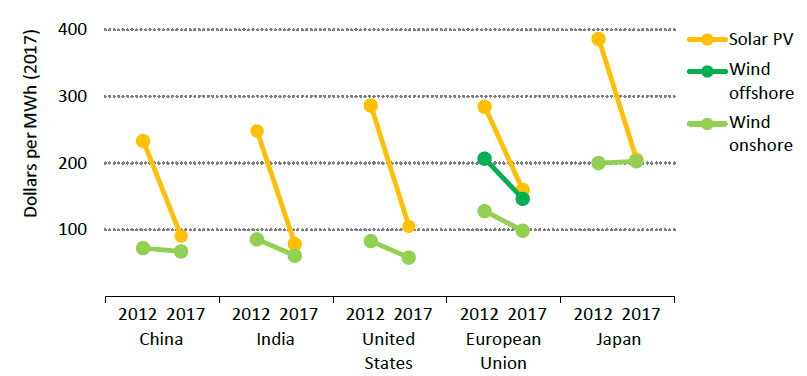 Dollars per MWh (2017)
400
300
200
100
2012 2017
China
2012 2017
India
2012 2017
United
States
2012 2017
European
Union
2012 2017
Japan
Solar PV
Wind
offshore
Wind
onshore